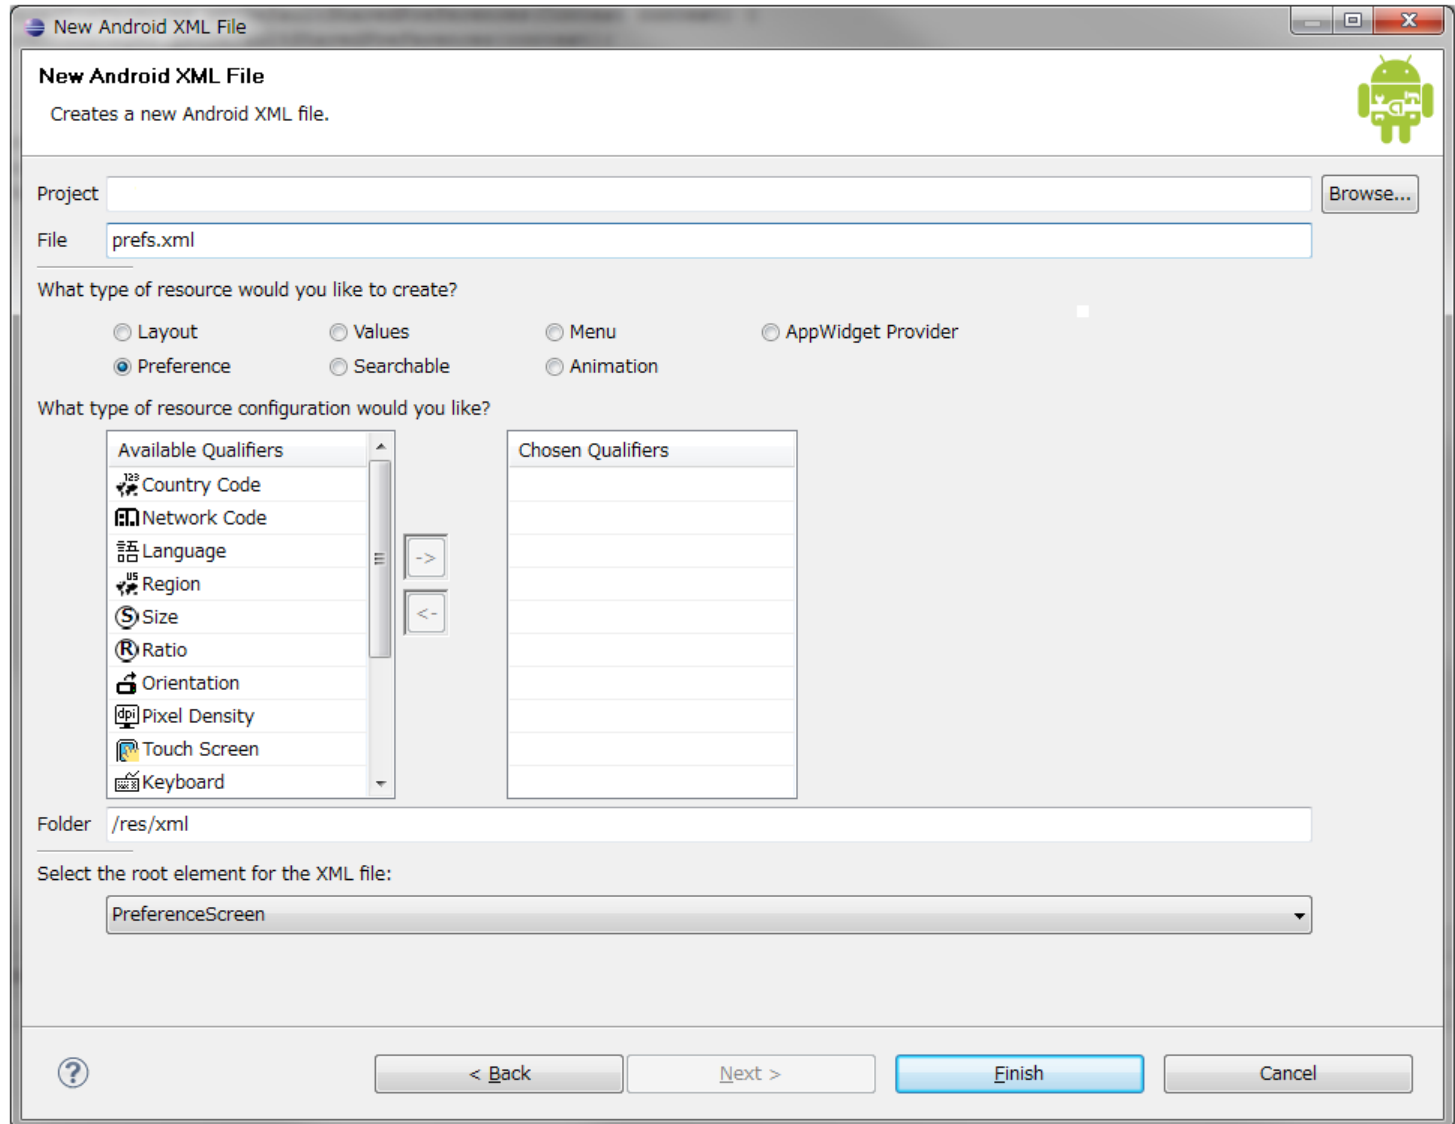 New Android XML File
New Android XML File
Creates a new Android XML file.
Project
Browse...
File prefs.xml
What type of resource would you like to create?
Layout Values Menu AppWidget Provider
Preference Searchable Animation
What type of resource configuration would you like?
Available Qualifiers Chosen Qualifiers
Country Code
Network Code
語 Language
Region
Size
Ratio
Orientation
dpi Pixel Density
Touch Screen
Keyboard
->
<-
Folder /res/xml
Select the root element for the XML file:
PreferenceScreen
< Back Next > Finish Cancel